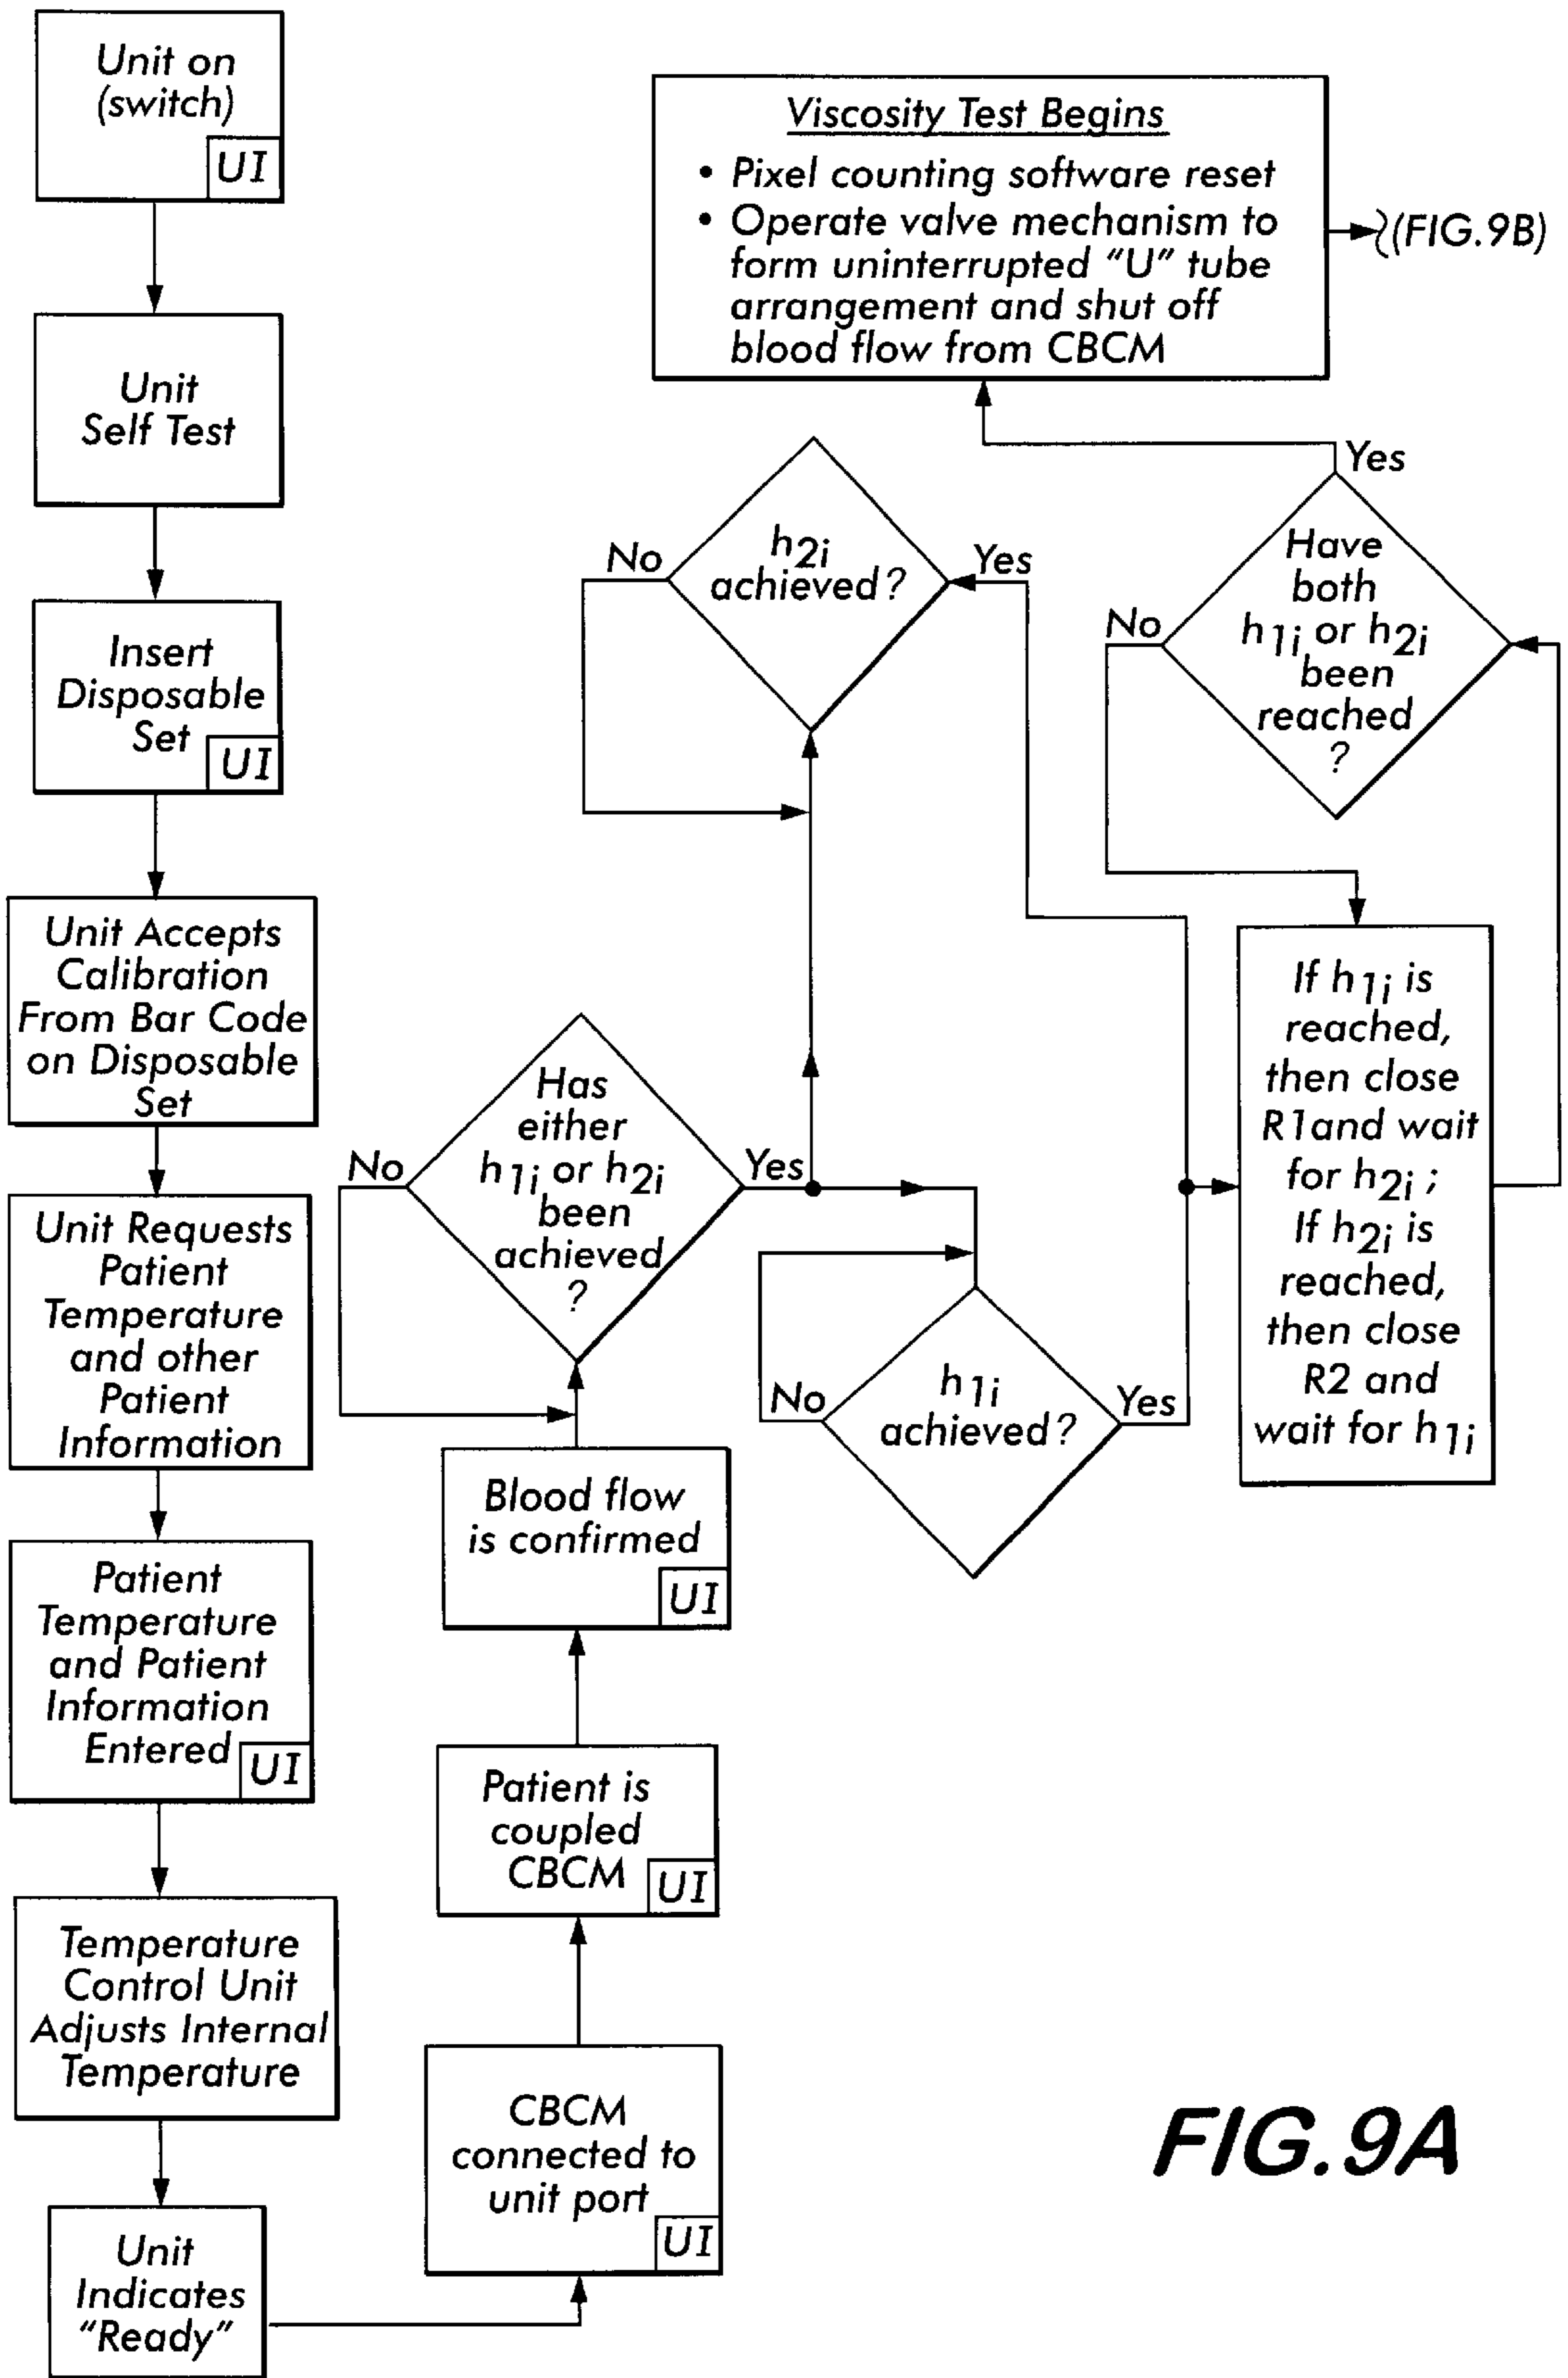 Unit on
(switch)
UI
Unit
Self Test
Insert
Disposable
Set
UI
Unit Accepts
Calibration
From Bar Code
on Disposable
Set
Unit Requests
Patient
Temperature
and other
Patient
Information
Patient
Temperature
and Patient
Information
Entered
UI
Temperature
Control Unit
Adjusts Internal
Temperature
Unit
Indicates
"Ready"
CBCM
connected to
unit port
UI
Patient is
coupled
CBCM
UI
Blood flow
is confirmed
UI
Has
either
h1i or h2i
been
achieved
?
No
Yes
h2i
achieved?
No
Yes
h1i
achieved?
No
Yes
If h1i is
reached,
then close
R1and wait
for h2i ;
If h2i is
reached,
then close
R2 and
wait for h1i
Have
both
h1i or h2i
been
reached
?
No
Yes
Viscosity Test Begins
• Pixel counting software reset
• Operate valve mechanism to
form uninterrupted "U" tube
arrangement and shut off
blood flow from CBCM
(FIG.9B)
FIG.9A